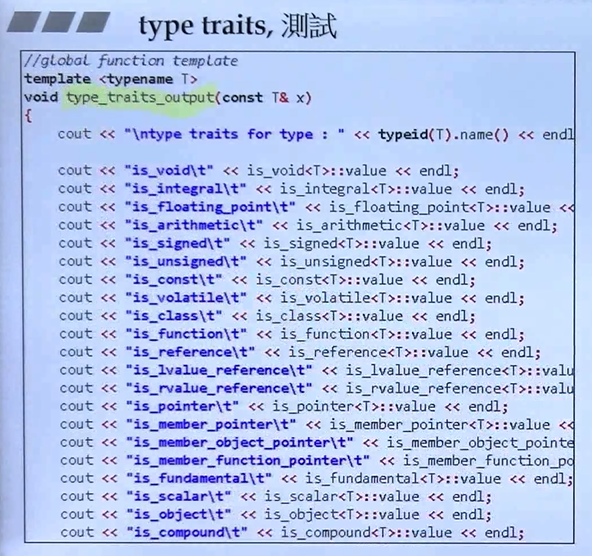 type traits, 測試
//global function template
template <typename T>
void type_traits_output(const T& x)
{
cout << "\ntype traits for type : " << typeid(T).name() << endl
cout << "is_void\t" << is_void<T>::value << endl;
cout << "is_integral\t" << is_integral<T>::value << endl;
cout << "is_floating_point\t" << is_floating_point<T>::value <<
cout << "is_arithmetic\t" << is_arithmetic<T>::value << endl;
cout << "is_signed\t" << is_signed<T>::value << endl;
cout << "is_unsigned\t" << is_unsigned<T>::value << endl;
cout << "is_const\t" << is_const<T>::value << endl;
cout << "is_volatile\t" << is_volatile<T>::value << endl;
cout << "is_class\t" << is_class<T>::value << endl;
cout << "is_function\t" << is_function<T>::value << endl;
cout << "is_reference\t" << is_reference<T>::value << endl;
cout << "is_lvalue_reference\t" << is_lvalue_reference<T>::valu
cout << "is_rvalue_reference\t" << is_rvalue_reference<T>::valu
cout << "is_pointer\t" << is_pointer<T>::value << endl;
cout << "is_member_pointer\t" << is_member_pointer<T>::value <<
cout << "is_member_object_pointer\t" << is_member_object_pointe
cout << "is_member_function_pointer\t" << is_member_function_po
cout << "is_fundamental\t" << is_fundamental<T>::value << endl;
cout << "is_scalar\t" << is_scalar<T>::value << endl;
cout << "is_object\t" << is_object<T>::value << endl;
cout << "is_compound\t" << is_compound<T>::value << endl;